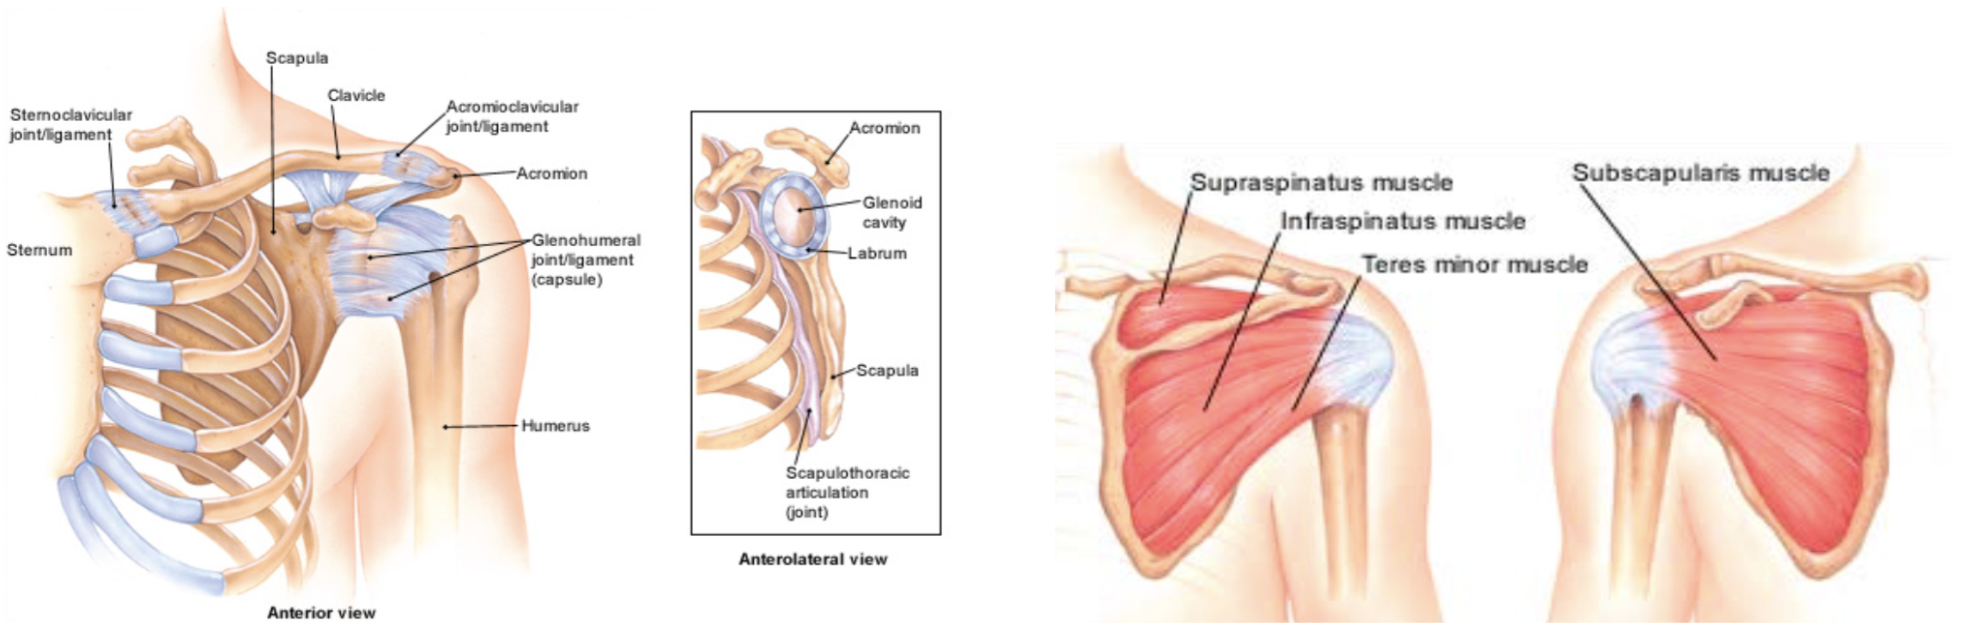 Scapula
Clavicle
Sternoclavicular
joint/ligament
Acromioclavicular
joint/ligament
Acromion
Sternum
Glenohumeral
joint/ligament
(capsule)
Humerus
Anterior view
Acromion
Glenoid
cavity
Labrum
Scapula
Scapulothoracic
articulation
(joint)
Anterolateral view
Supraspinatus muscle
Infraspinatus muscle
Teres minor muscle
Subscapularis muscle